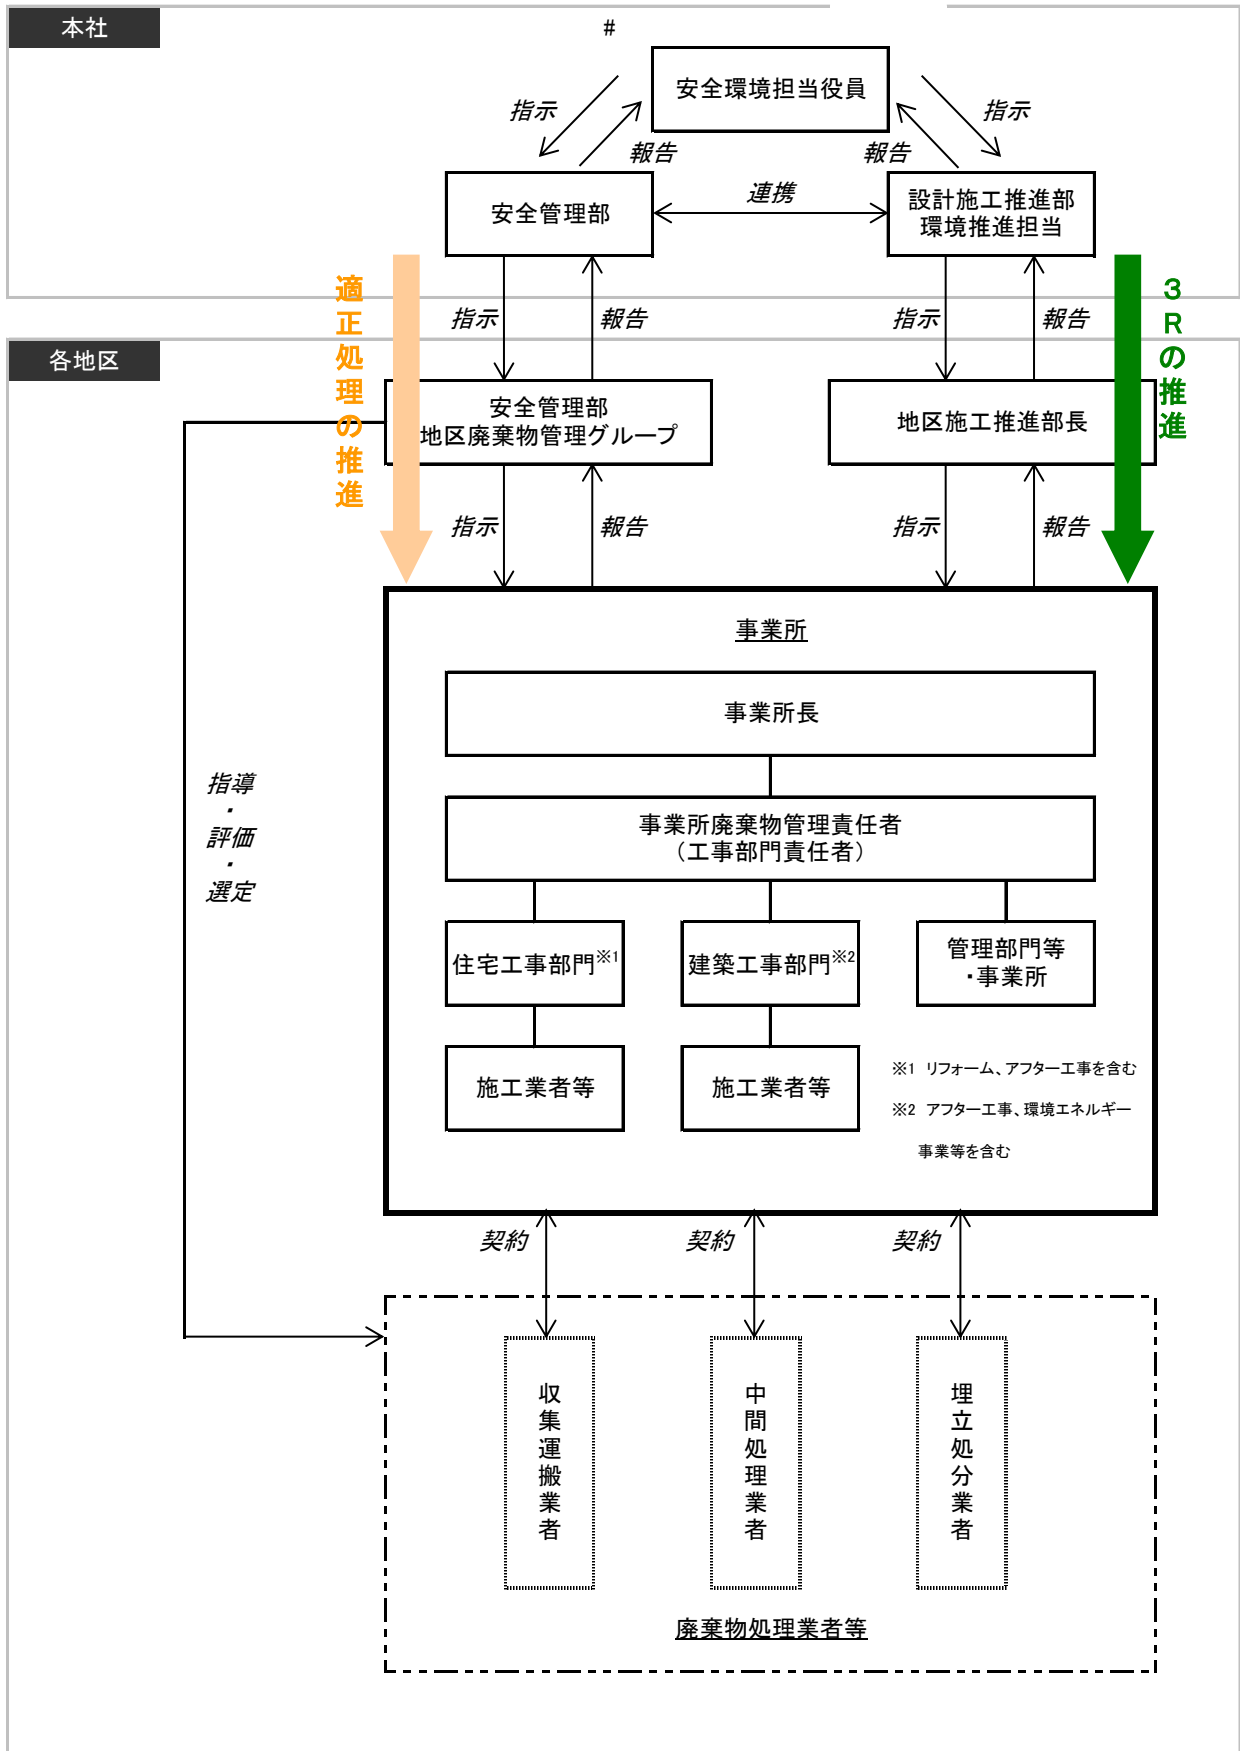 本社
#
安全環境担当役員
指示
報告
報告
指示
安全管理部
連携
設計施工推進部
環境推進担当
適正処理の推進
3Rの推進
指示
報告
指示
報告
各地区
安全管理部
地区廃棄物管理グループ
地区施工推進部長
指示
報告
指示
報告
事業所
事業所長
事業所廃棄物管理責任者
（工事部門責任者）
住宅工事部門※1
建築工事部門※2
管理部門等
・事業所
施工業者等
施工業者等
※1 リフォーム、アフター工事を含む
※2 アフター工事、環境エネルギー
事業等を含む
指導
・
評価
・
選定
契約
契約
契約
収集運搬業者
中間処理業者
埋立処分業者
廃棄物処理業者等